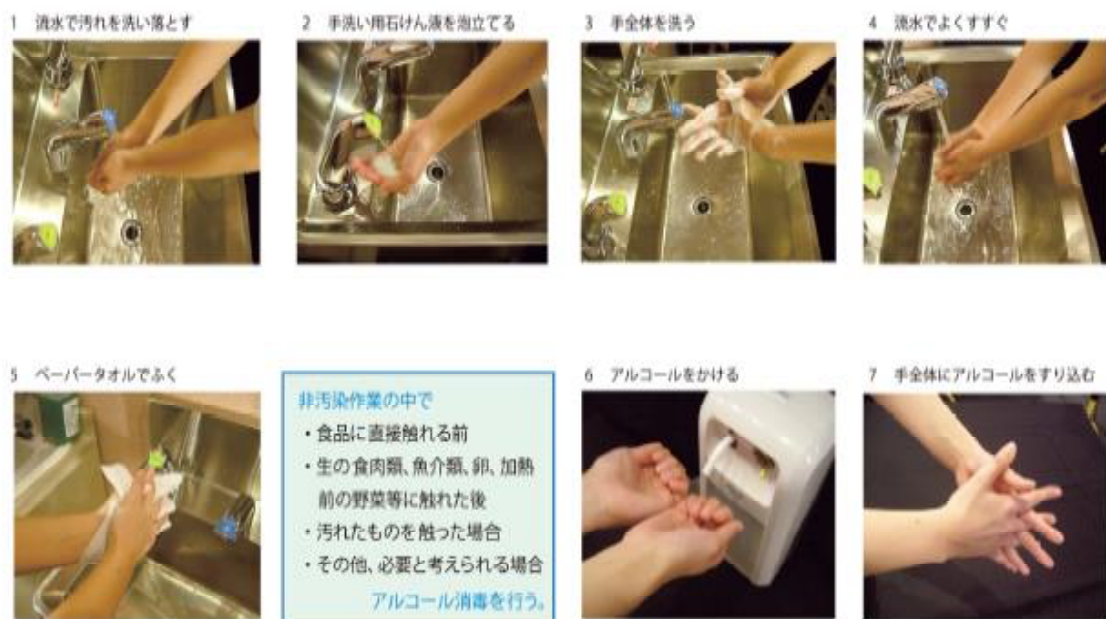 1 流水で汚れを洗い落とす
2 手洗い用石けん液を泡立てる
3 手全体を洗う
4 流水でよくすすぐ
5 ペーパータオルでふく
非汚染作業の中で
・食品に直接触れる前
・生の食肉類、魚介類、卵、加熱
前の野菜等に触れた後
・汚れたものを触った場合
・その他、必要と考えられる場合
アルコール消毒を行う。
6 アルコールをかける
7 手全体にアルコールをすり込む